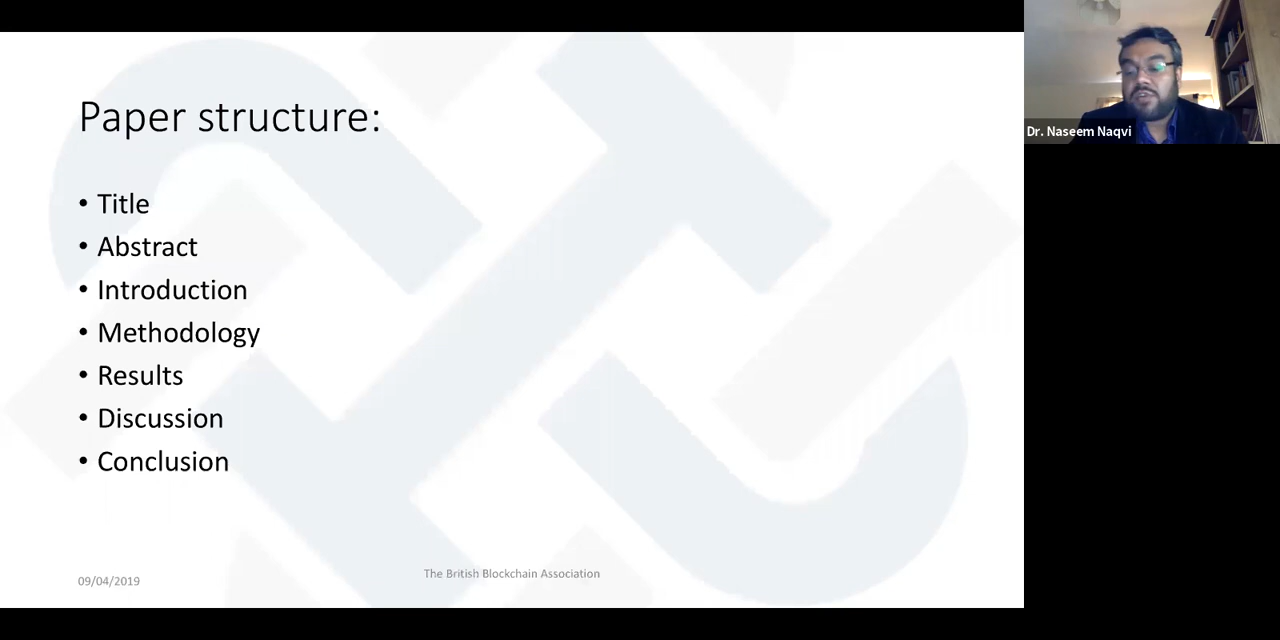 Paper structure:
• Title
• Abstract
• Introduction
• Methodology
• Results
• Discussion
• Conclusion
09/04/2019
The British Blockchain Association
Dr. Naseem Naqvi